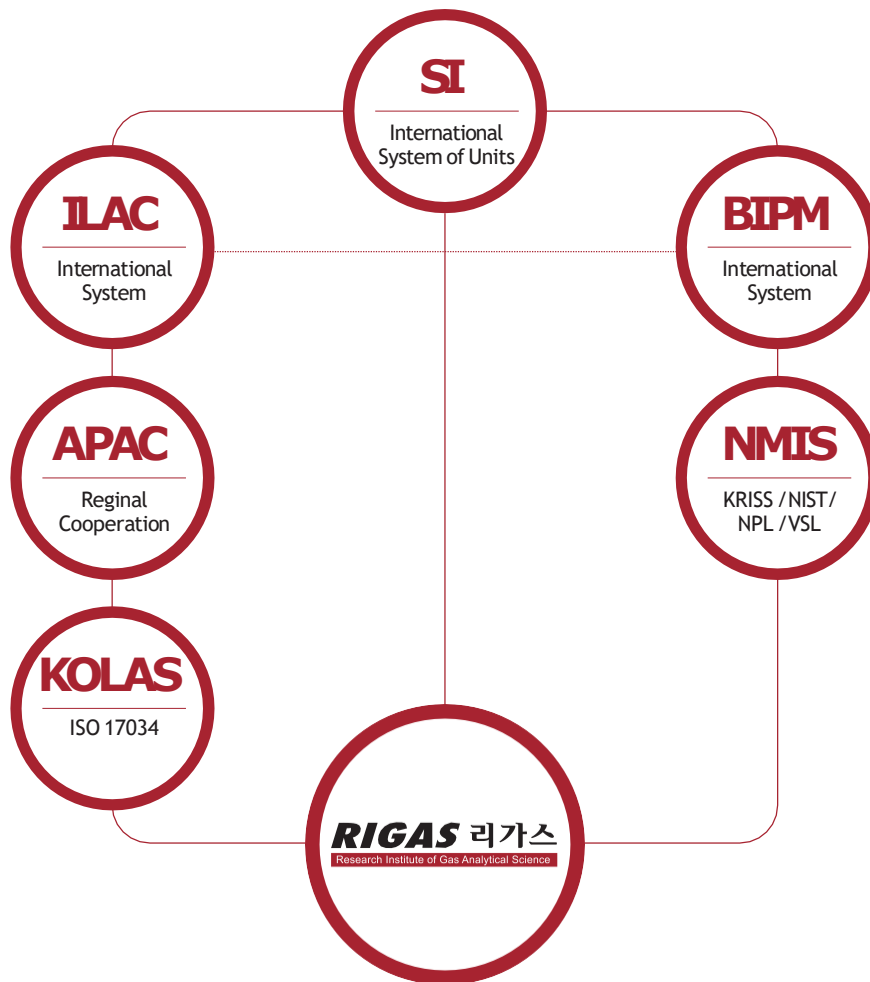 SI
International
System of Units
ILAC
International
System
BIPM
International
System
APAC
Reginal
Cooperation
NMIS
KRISS / NIST /
NPL / VSL
KOLAS
ISO 17034
RIGAS 리가스
Research Institute of Gas Analytical Science